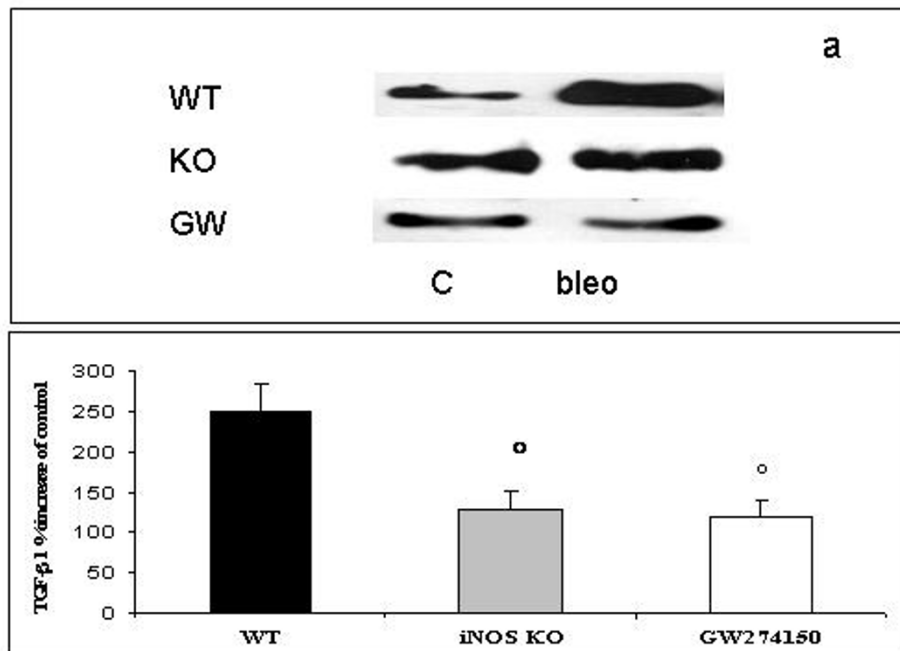 a
WT
KO
GW
C bleo
TGF-β1 % increase of control
300
250
200
150
100
50
0
WT iNOS KO GW274150